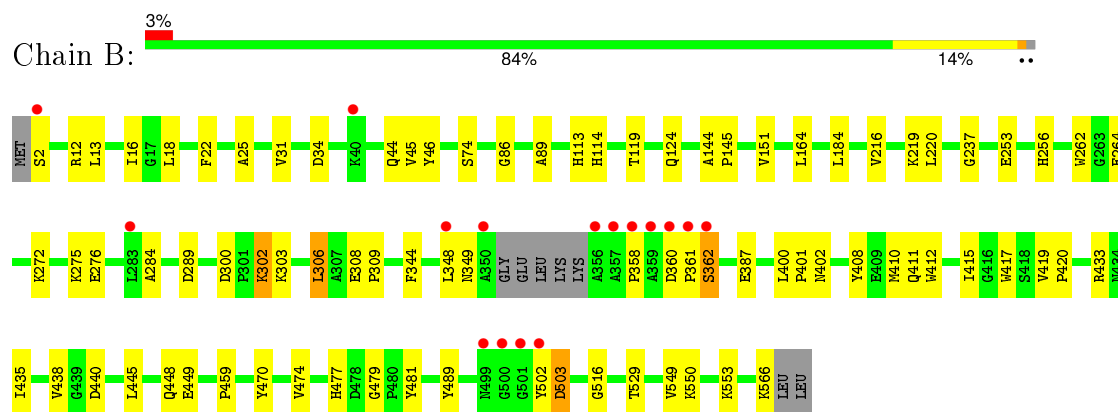 3%
Chain B:
84% 14% ••
MET S2 R12 L13 I16 G17 L18 F22 A25 V31 D34 K40 Q44 V45 Y46 S74 G86 A89 H113 H114 T119 Q124 A144 P145 V151 L164 L184 V216 K219 L220 G237 E253 H256 W262 G263
K272 K275 E276 L283 A284 D289 D300 P301 K302 K303 L306 A307 E308 P309 F344 L348 N349 A350 GLY GLU LEU LYS LYS A356 A357 P358 A359 D360 P361 S362 E387 L400 P401 N402 Y408 E409 M410 Q411 W412 I415 G416 W417 S418 V419 P420 R433
I435 V438 G439 D440 L445 Q448 E449 P459 Y470 V474 H477 D478 G479 P480 Y481 Y489 N499 G500 G501 Y502 D503 G516 T529 V549 K550 K553 K566 LEU LEU